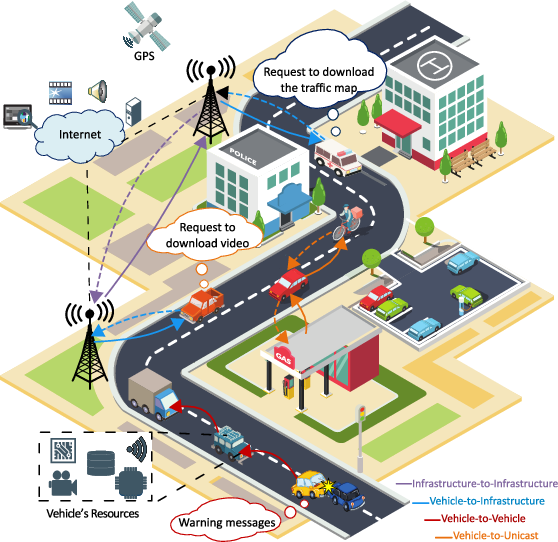 GPS
Request to download
the traffic map
Internet
POLICE
Request to
download video
GAS
Vehicle's Resources
Warning messages
Infrastructure-to-Infrastructure
Vehicle-to-Infrastructure
Vehicle-to-Vehicle
Vehicle-to-Unicast